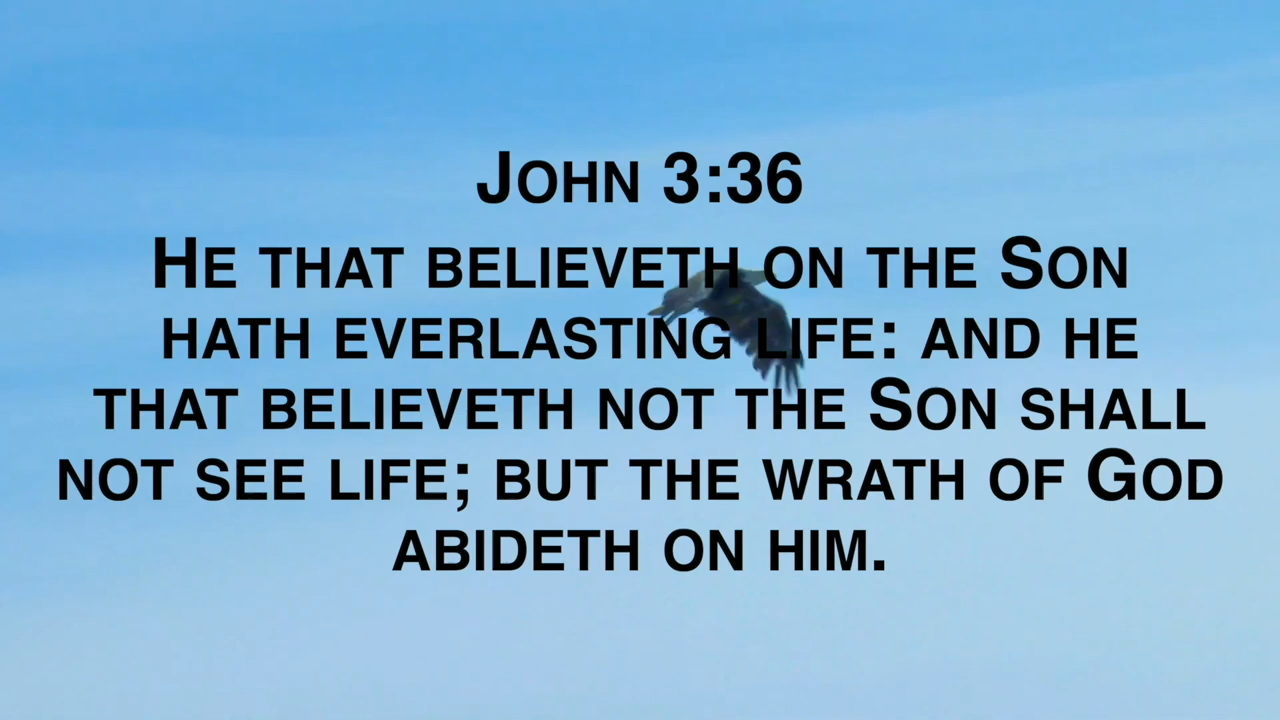 John 3:36
He that believeth on the Son
hath everlasting life: and he
that believeth not the Son shall
not see life; but the wrath of God
abideth on him.